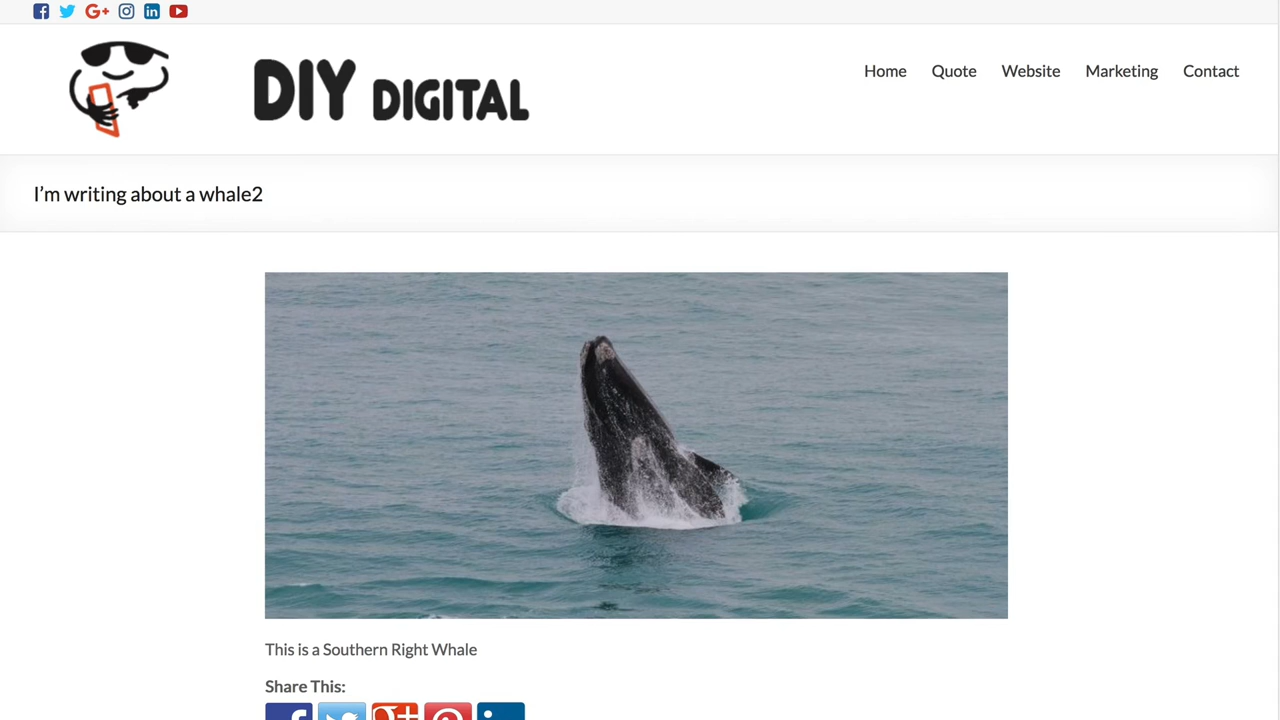 DIY DIGITAL
Home Quote Website Marketing Contact
I'm writing about a whale2
This is a Southern Right Whale
Share This: